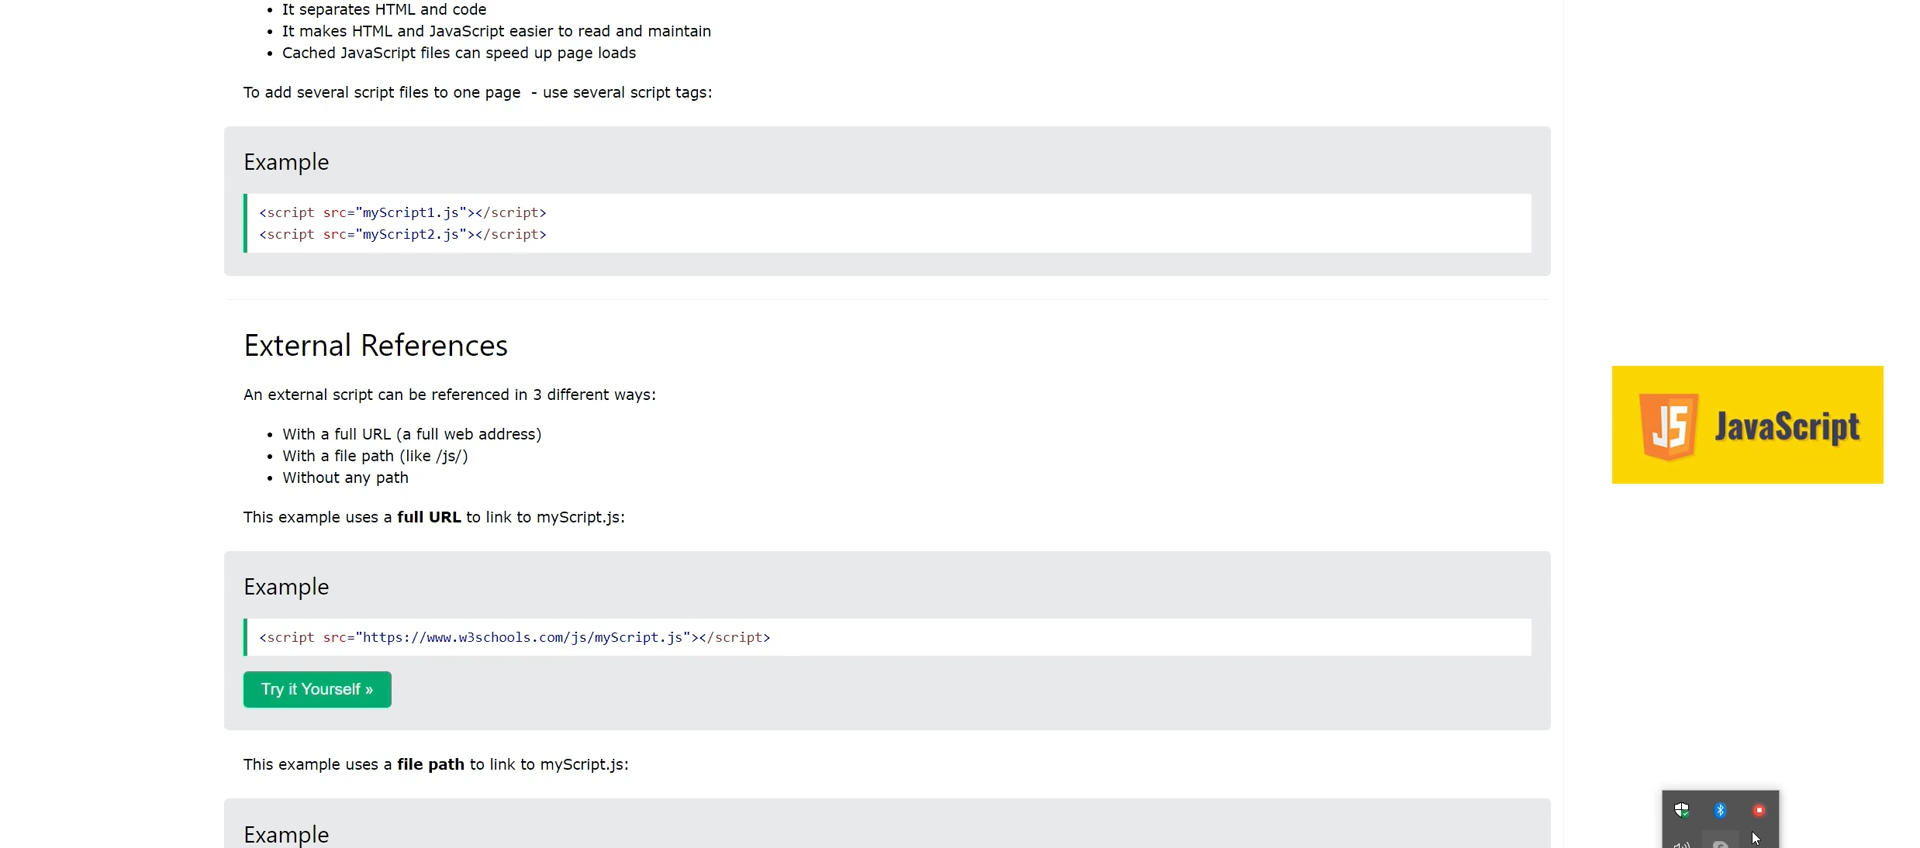 It separates HTML and code
It makes HTML and JavaScript easier to read and maintain
Cached JavaScript files can speed up page loads
To add several script files to one page  - use several script tags:
Example
<script src="myScript1.js"></script>
<script src="myScript2.js"></script>
External References
An external script can be referenced in 3 different ways:
With a full URL (a full web address)
With a file path (like /js/)
Without any path
This example uses a full URL to link to myScript.js:
Example
<script src="https://www.w3schools.com/js/myScript.js"></script>
Try it Yourself »
This example uses a file path to link to myScript.js:
Example
JS JavaScript